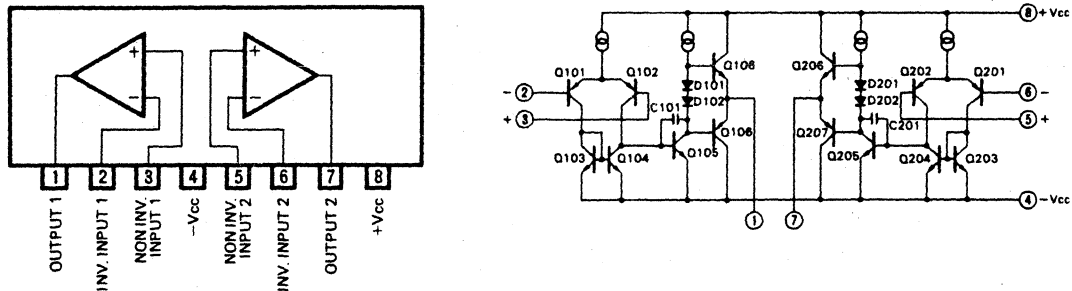 +
−
+
−
1
2
3
4
5
6
7
8
OUTPUT 1
INV. INPUT 1
NON INV.
INPUT 1
−Vcc
NON INV.
INPUT 2
INV. INPUT 2
OUTPUT 2
+Vcc
8 +Vcc
Q106
Q206
Q101
Q102
Q202
Q201
D101
D201
− 2
6 −
D102
D202
C101
+ 3
5 +
C201
Q106
Q207
Q103
Q104
Q105
Q205
Q204
Q203
4 −Vcc
1
7